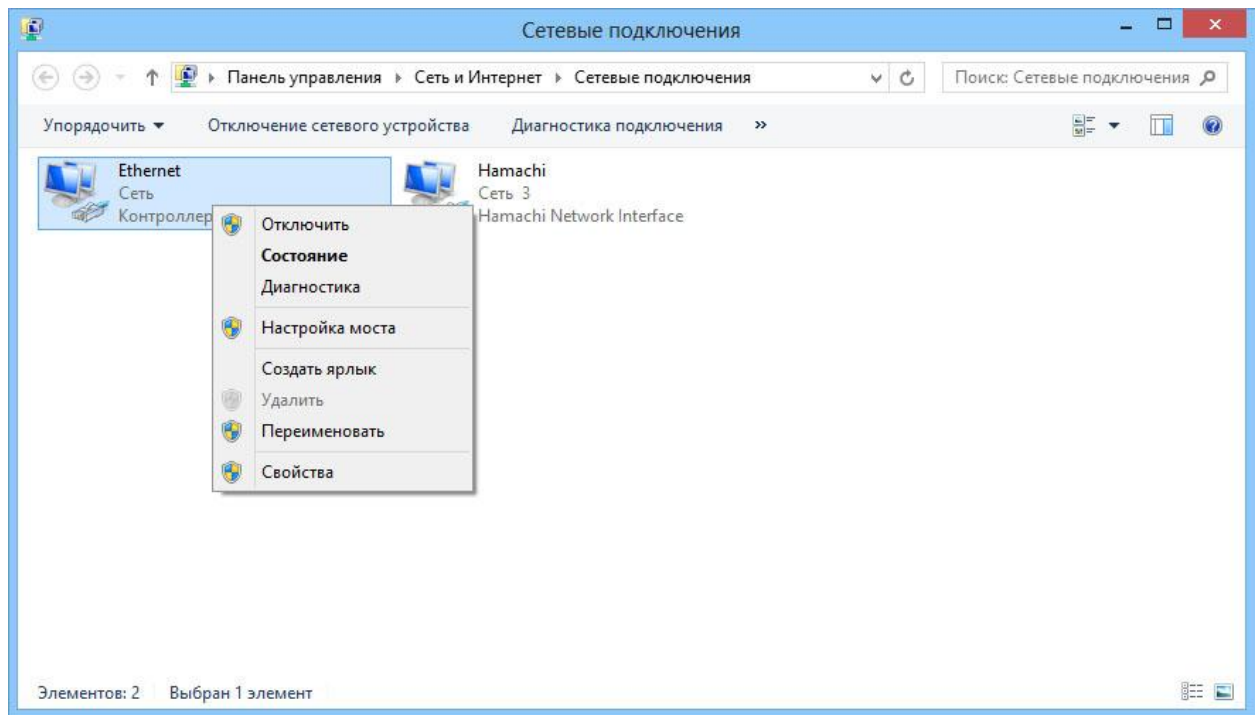 Сетевые подключения
Панель управления Сеть и Интернет Сетевые подключения
Поиск: Сетевые подключения
Упорядочить Отключение сетевого устройства Диагностика подключения »
Ethernet
Сеть
Контроллер
Hamachi
Сеть 3
Hamachi Network Interface
Отключить
Состояние
Диагностика
Настройка моста
Создать ярлык
Удалить
Переименовать
Свойства
Элементов: 2 Выбран 1 элемент